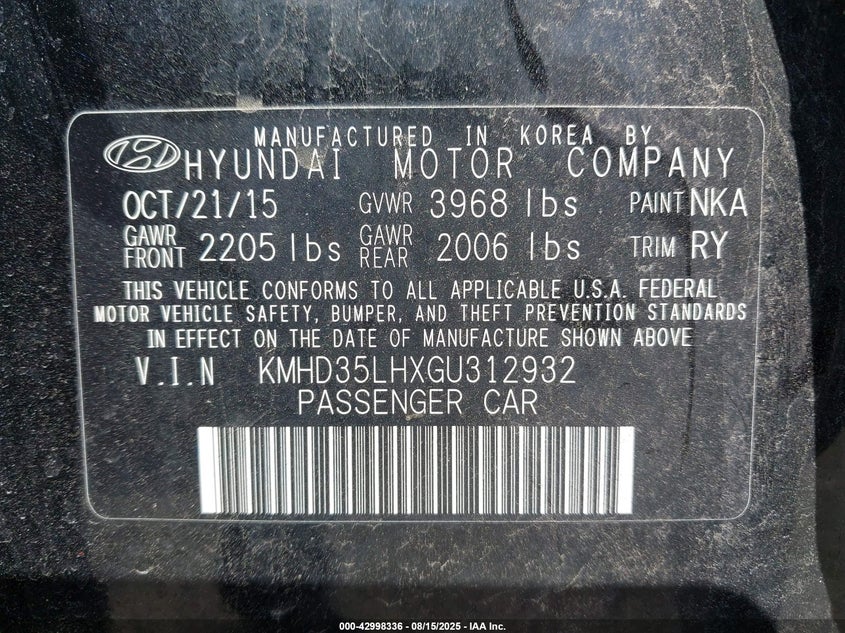 MANUFACTURED IN KOREA BY
HYUNDAI MOTOR COMPANY
OCT/21/15 GVWR 3968 lbs PAINT NKA
GAWR FRONT 2205 lbs GAWR REAR 2006 lbs TRIM RY
THIS VEHICLE CONFORMS TO ALL APPLICABLE U.S.A. FEDERAL
MOTOR VEHICLE SAFETY, BUMPER, AND THEFT PREVENTION STANDARDS
IN EFFECT ON THE DATE OF MANUFACTURE SHOWN ABOVE
V.I.N KMHD35LHXGU312932
PASSENGER CAR
000-42998336 - 08/15/2025 - IAA Inc.